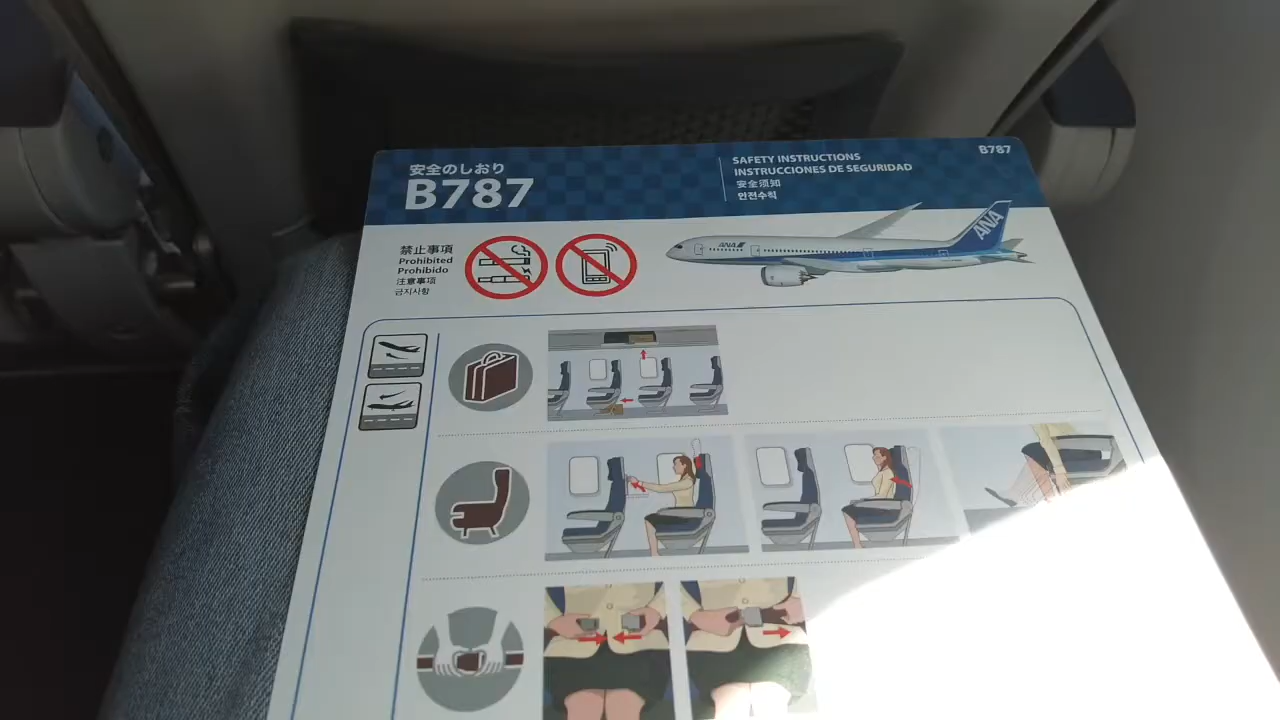 安全のしおり
B787
SAFETY INSTRUCTIONS
INSTRUCCIONES DE SEGURIDAD
安全须知
안전수칙
B787
禁止事項
Prohibited
Prohibido
注意事项
금지사항
ANA
ANA